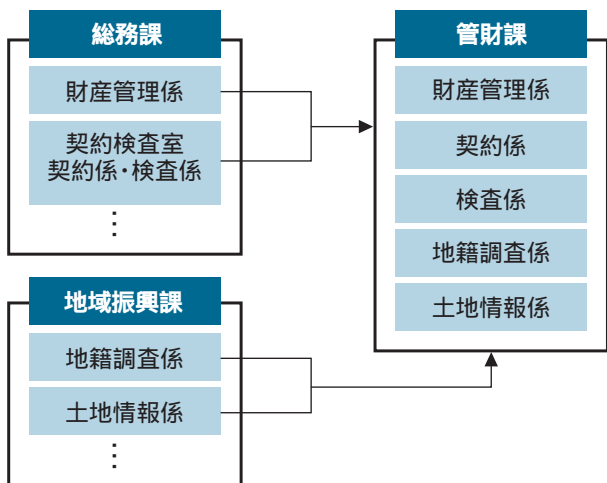 総務課
財産管理係
契約検査室
契約係・検査係
⋮
地域振興課
地籍調査係
土地情報係
⋮
管財課
財産管理係
契約係
検査係
地籍調査係
土地情報係